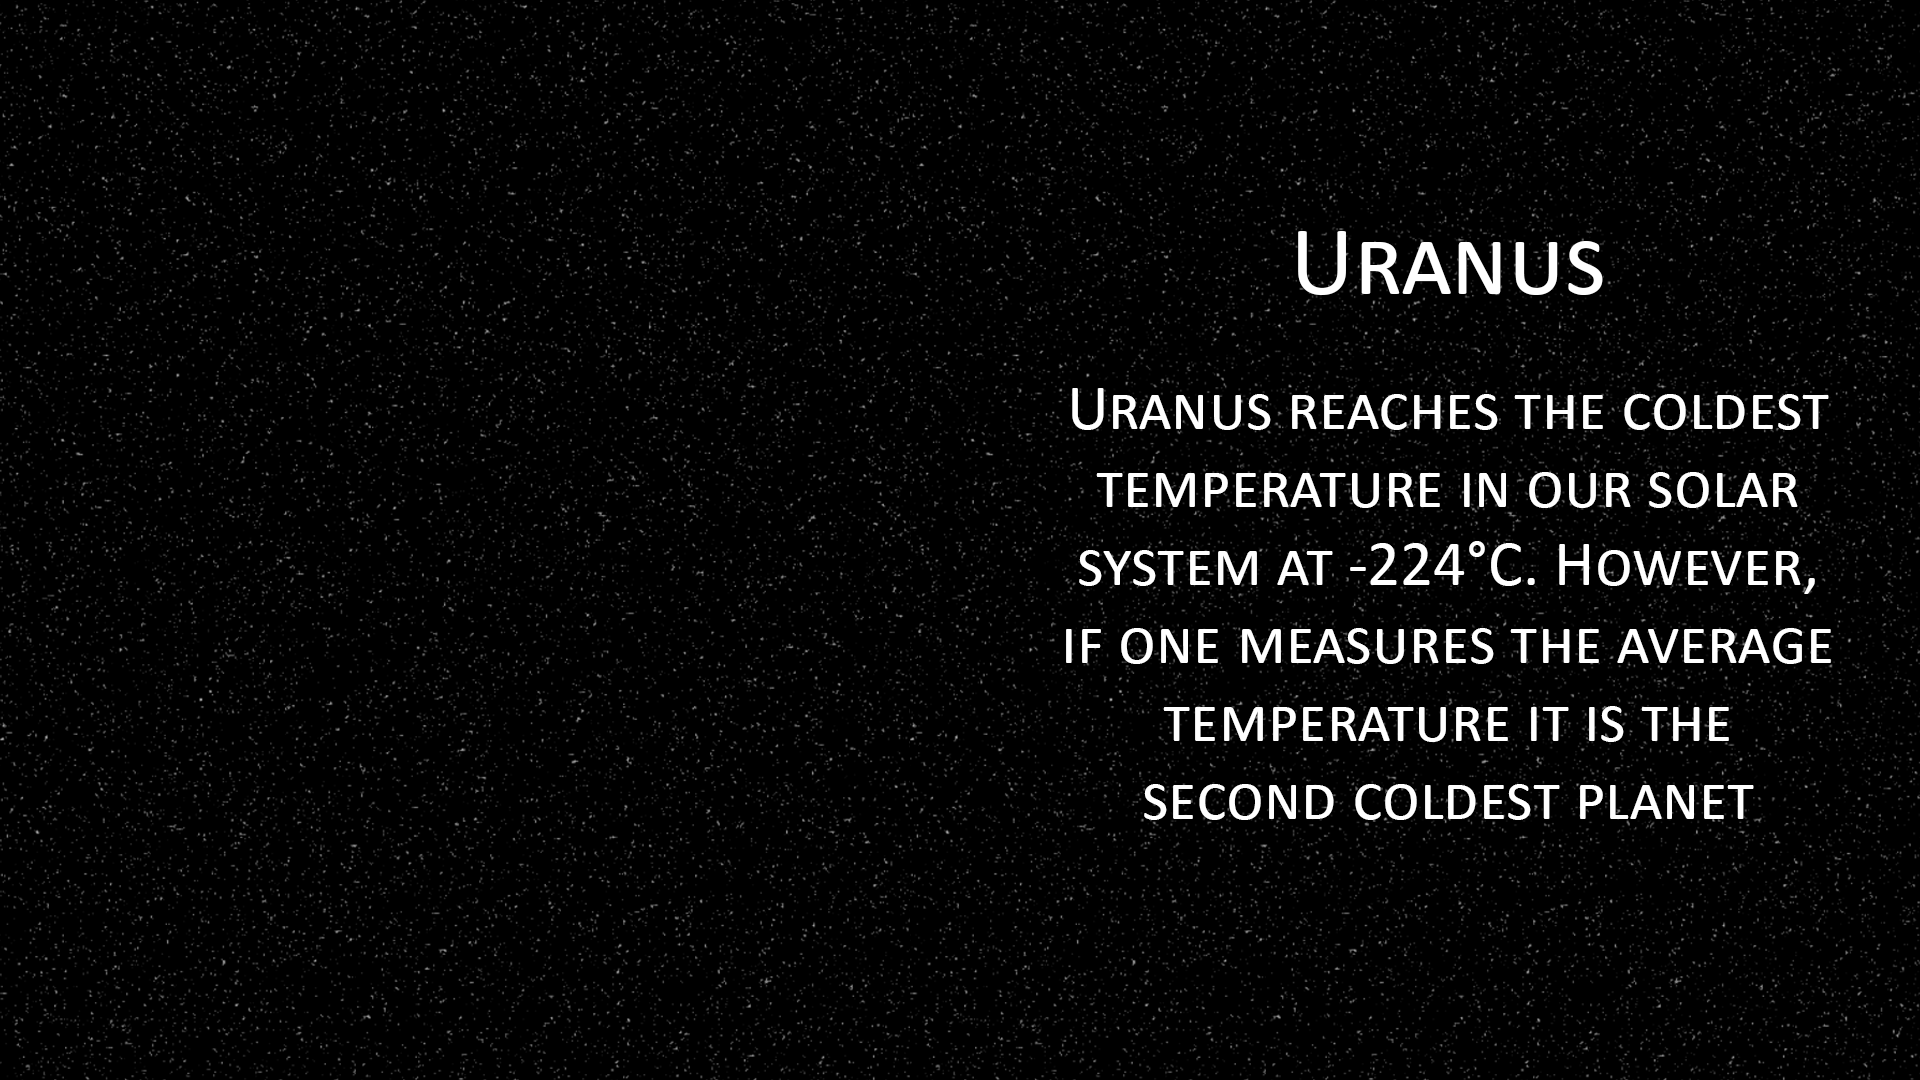 Uranus
Uranus reaches the coldest
temperature in our solar
system at -224°C. However,
if one measures the average
temperature it is the
second coldest planet